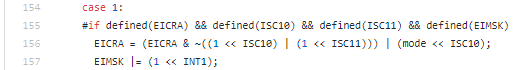 154 case 1:
155 #if defined(EICRA) && defined(ISC10) && defined(ISC11) && defined(EIMSK)
156 EICRA = (EICRA & ~((1 << ISC10) | (1 << ISC11))) | (mode << ISC10);
157 EIMSK |= (1 << INT1);